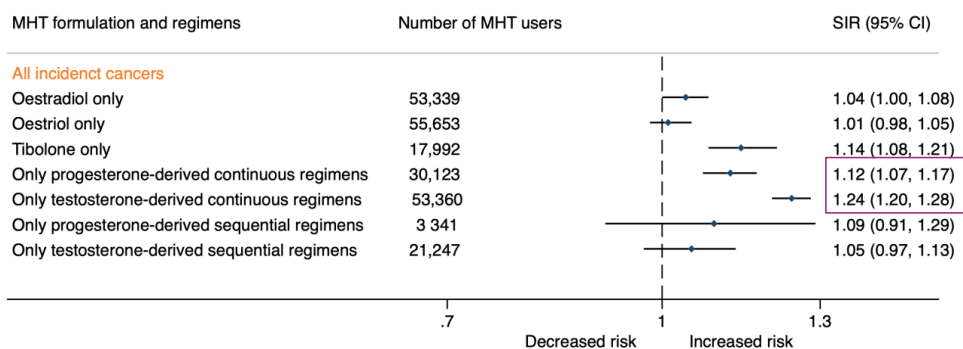 MHT formulation and regimens Number of MHT users SIR (95% CI)
All incidenct cancers
Oestradiol only 53,339 1.04 (1.00, 1.08)
Oestriol only 55,653 1.01 (0.98, 1.05)
Tibolone only 17,992 1.14 (1.08, 1.21)
Only progesterone-derived continuous regimens 30,123 1.12 (1.07, 1.17)
Only testosterone-derived continuous regimens 53,360 1.24 (1.20, 1.28)
Only progesterone-derived sequential regimens 3 341 1.09 (0.91, 1.29)
Only testosterone-derived sequential regimens 21,247 1.05 (0.97, 1.13)
.7 1 1.3
Decreased risk Increased risk